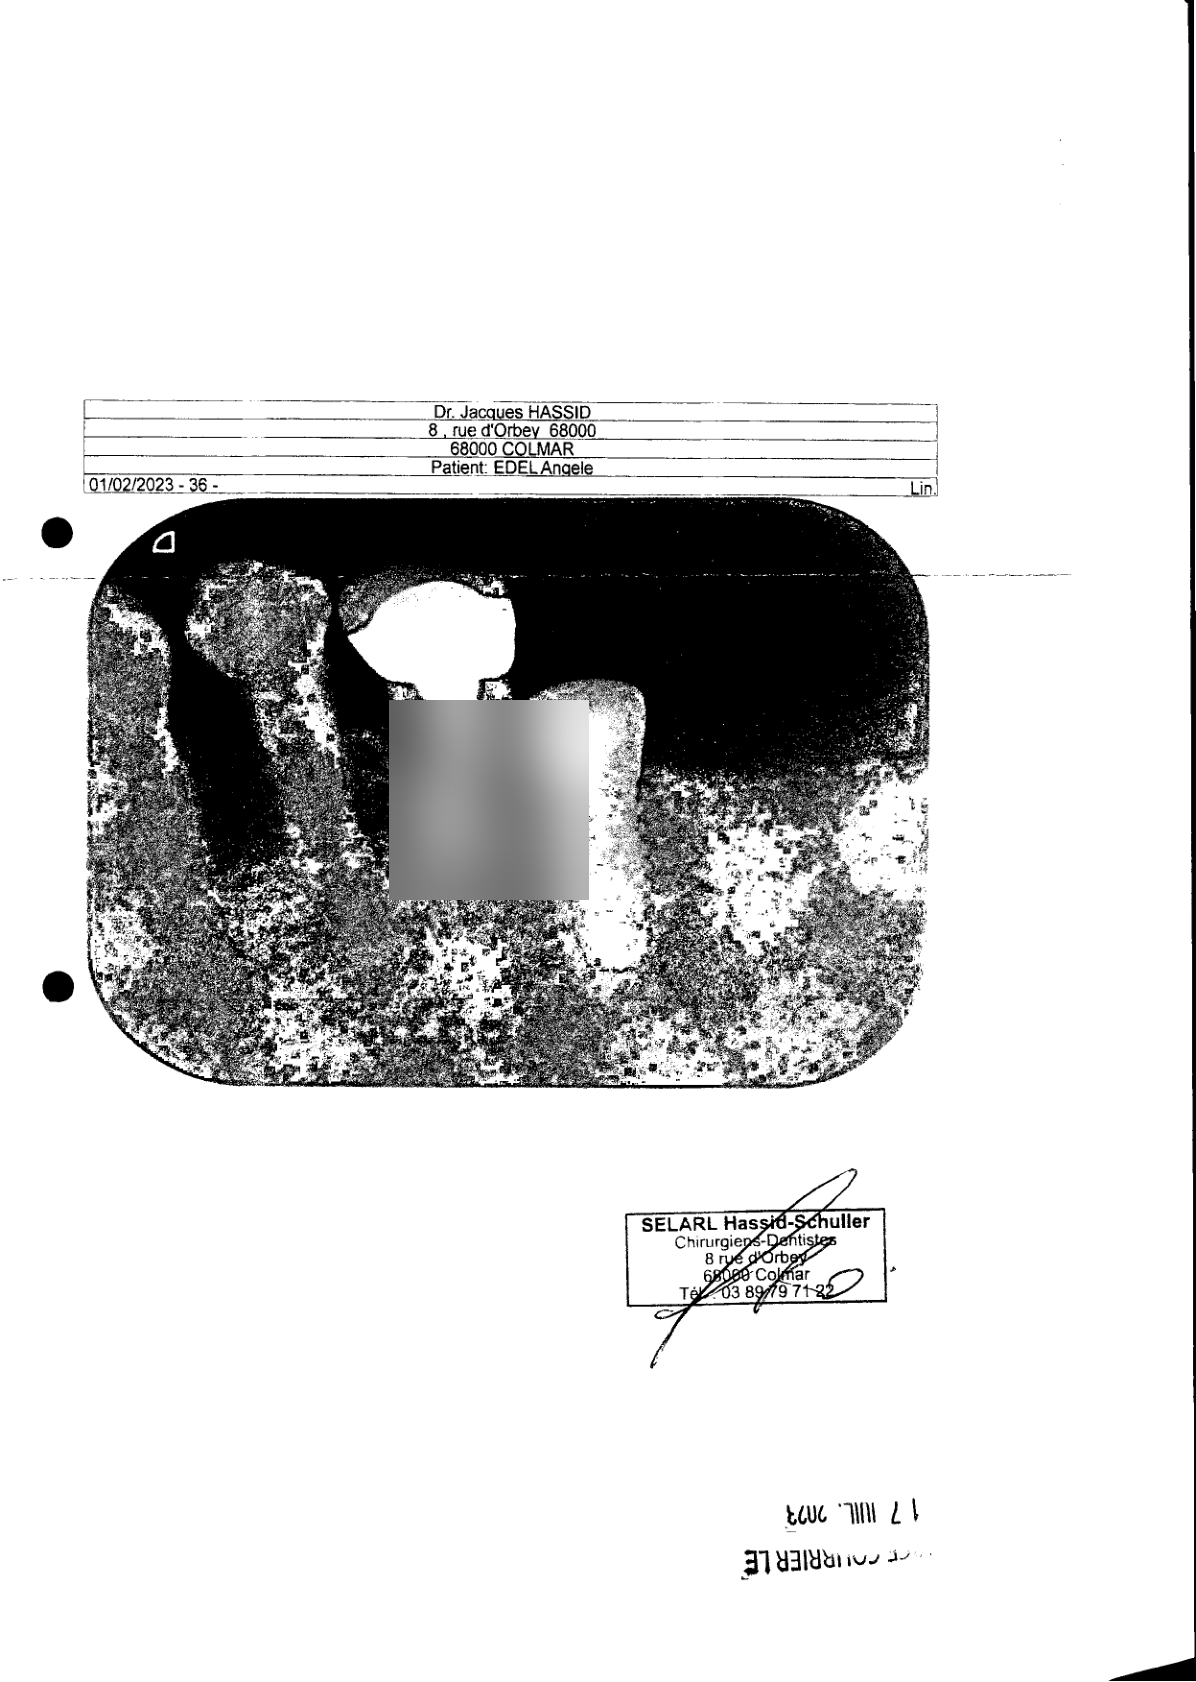 Dr. Jacques HASSID
8 , rue d'Orbey 68000
68000 COLMAR
Patient: EDEL Angele
01/02/2023 - 36 -
Lin.
SELARL Hassid-Schuller
Chirurgiens-Dentistes
8 rue d'Orbey
68000 Colmar
Tél : 03 89 79 71 22
17 JUIL. 2023
COURRIER LE